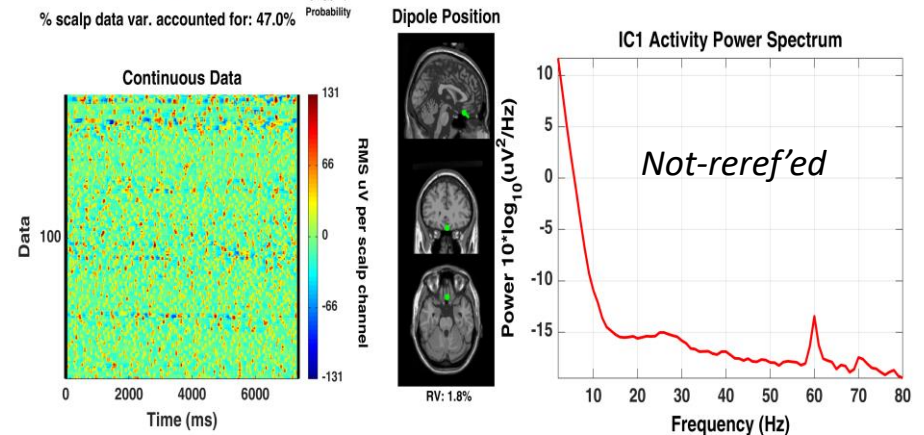 % scalp data var. accounted for: 47.0%
Probability
Continuous Data
131
66
0
-66
-131
RMS uV per scalp channel
Data
100
0 2000 4000 6000
Time (ms)
Dipole Position
RV: 1.8%
IC1 Activity Power Spectrum
Not-reref'ed
Power 10*log10(uV2/Hz)
10
5
0
-5
-10
-15
10 20 30 40 50 60 70 80
Frequency (Hz)